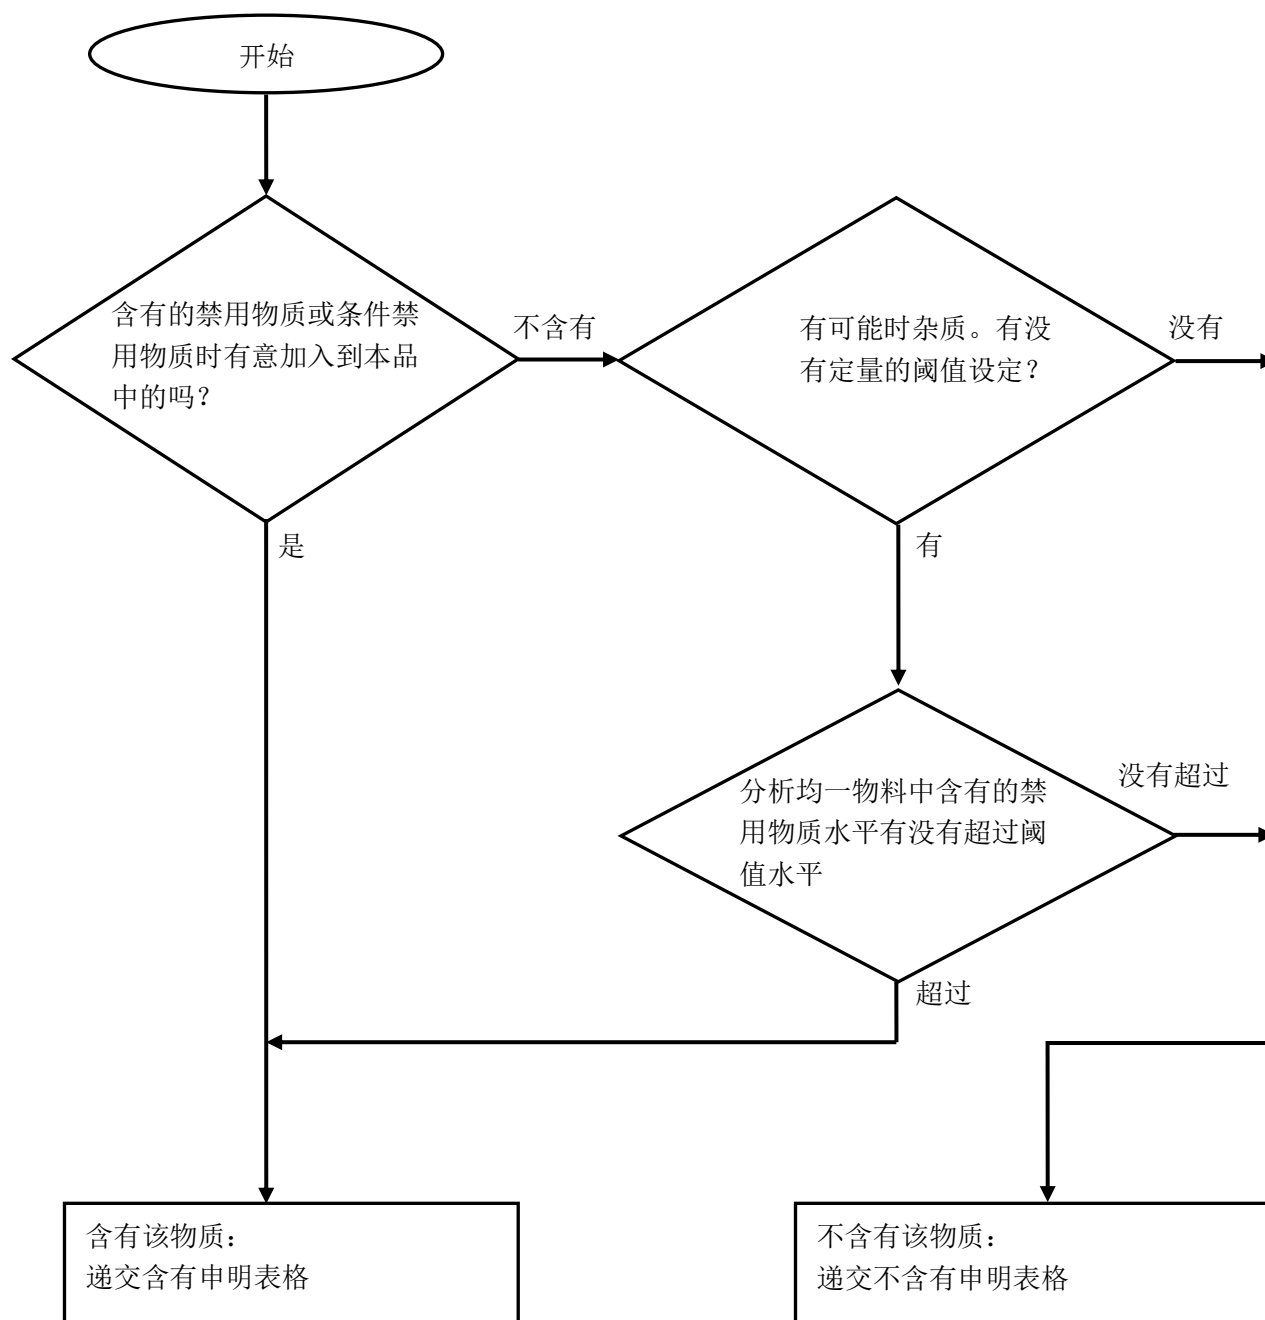 开始
含有的禁用物质或条件禁
用物质时有意加入到本品
中的吗？
不含有
有可能时杂质。有没
有定量的阈值设定？
没有
是
有
分析均一物料中含有的禁
用物质水平有没有超过阈
值水平
没有超过
超过
含有该物质：
递交含有申明表格
不含有该物质：
递交不含有申明表格